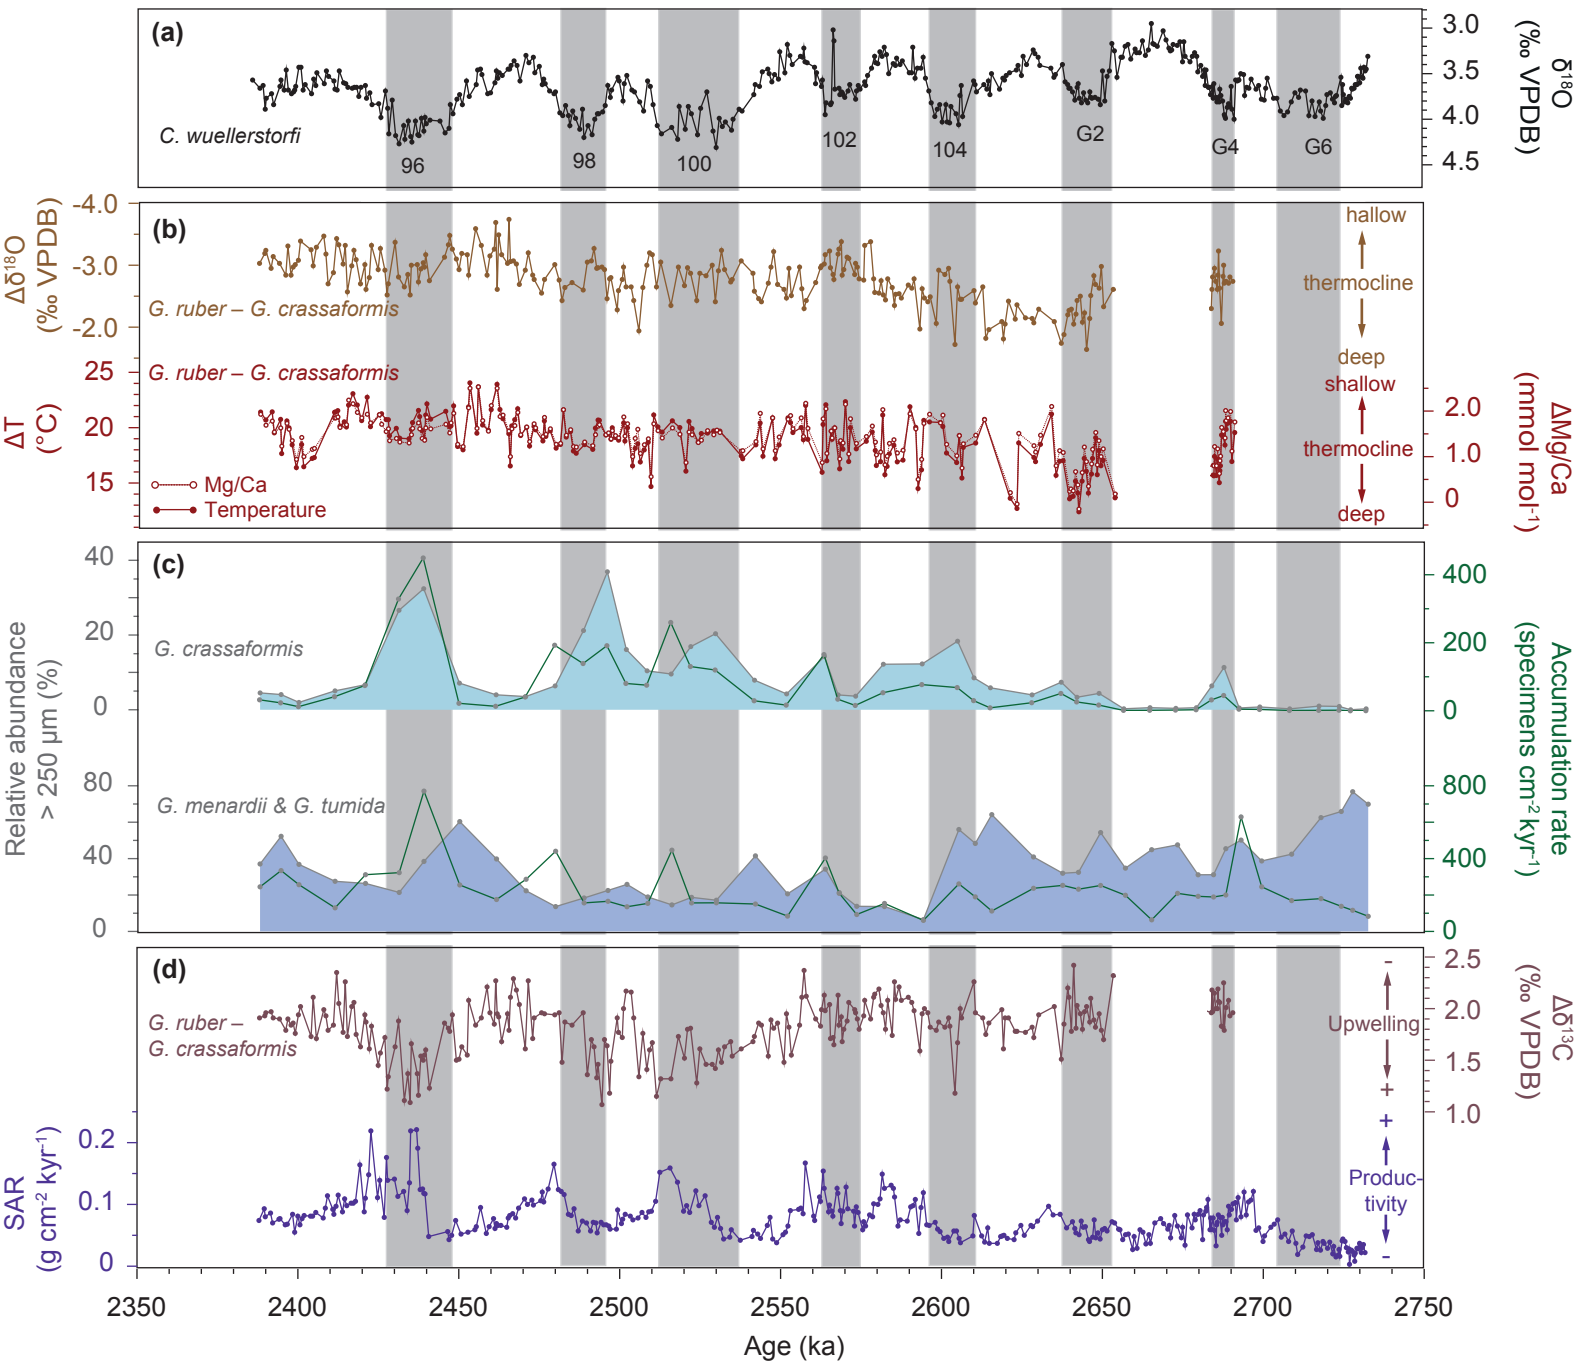 (a)
3.0
3.5
4.0
4.5
δ18O
(‰ VPDB)
C. wuellerstorfi
96
98
100
102
104
G2
G4
G6
(b)
Δδ18O
(‰ VPDB)
-4.0
-3.0
-2.0
G. ruber – G. crassaformis
hallow
thermocline
deep
ΔT
(°C)
25
20
15
G. ruber – G. crassaformis
Mg/Ca
Temperature
shallow
thermocline
deep
2.0
1.0
0
ΔMg/Ca
(mmol mol-1)
(c)
Relative abundance
> 250 µm (%)
40
20
0
G. crassaformis
400
200
0
80
40
0
G. menardii & G. tumida
800
400
0
Accumulation rate
(specimens cm-2 kyr-1)
(d)
G. ruber –
G. crassaformis
-
Upwelling
+
2.5
2.0
1.5
1.0
Δδ13C
(‰ VPDB)
SAR
(g cm-2 kyr-1)
0.2
0.1
0
+
Produc-
tivity
-
2350
2400
2450
2500
2550
2600
2650
2700
2750
Age (ka)